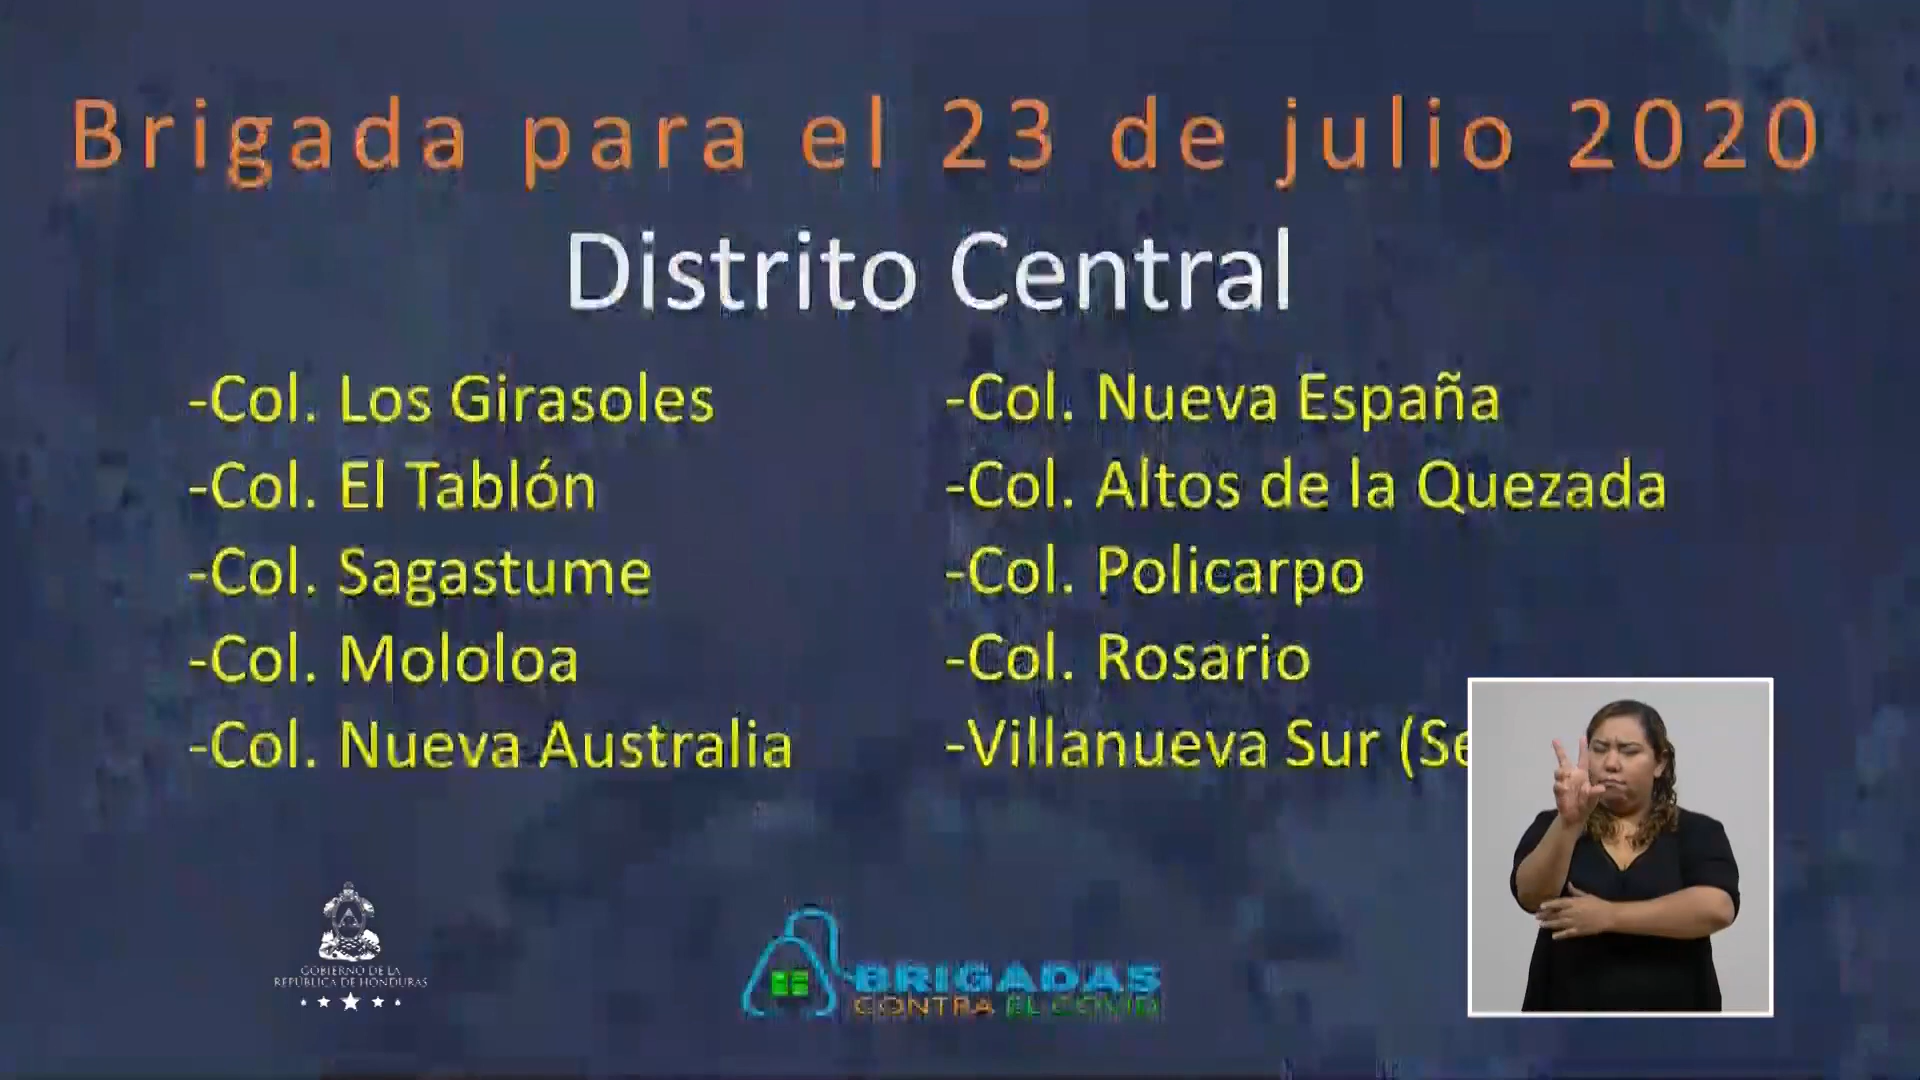 Brigada para el 23 de julio 2020
Distrito Central
-Col. Los Girasoles
-Col. El Tablón
-Col. Sagastume
-Col. Mololoa
-Col. Nueva Australia
-Col. Nueva España
-Col. Altos de la Quezada
-Col. Policarpo
-Col. Rosario
-Villanueva Sur (Se
GOBIERNO DE LA
REPÚBLICA DE HONDURAS
BRIGADAS
CONTRA EL COVID